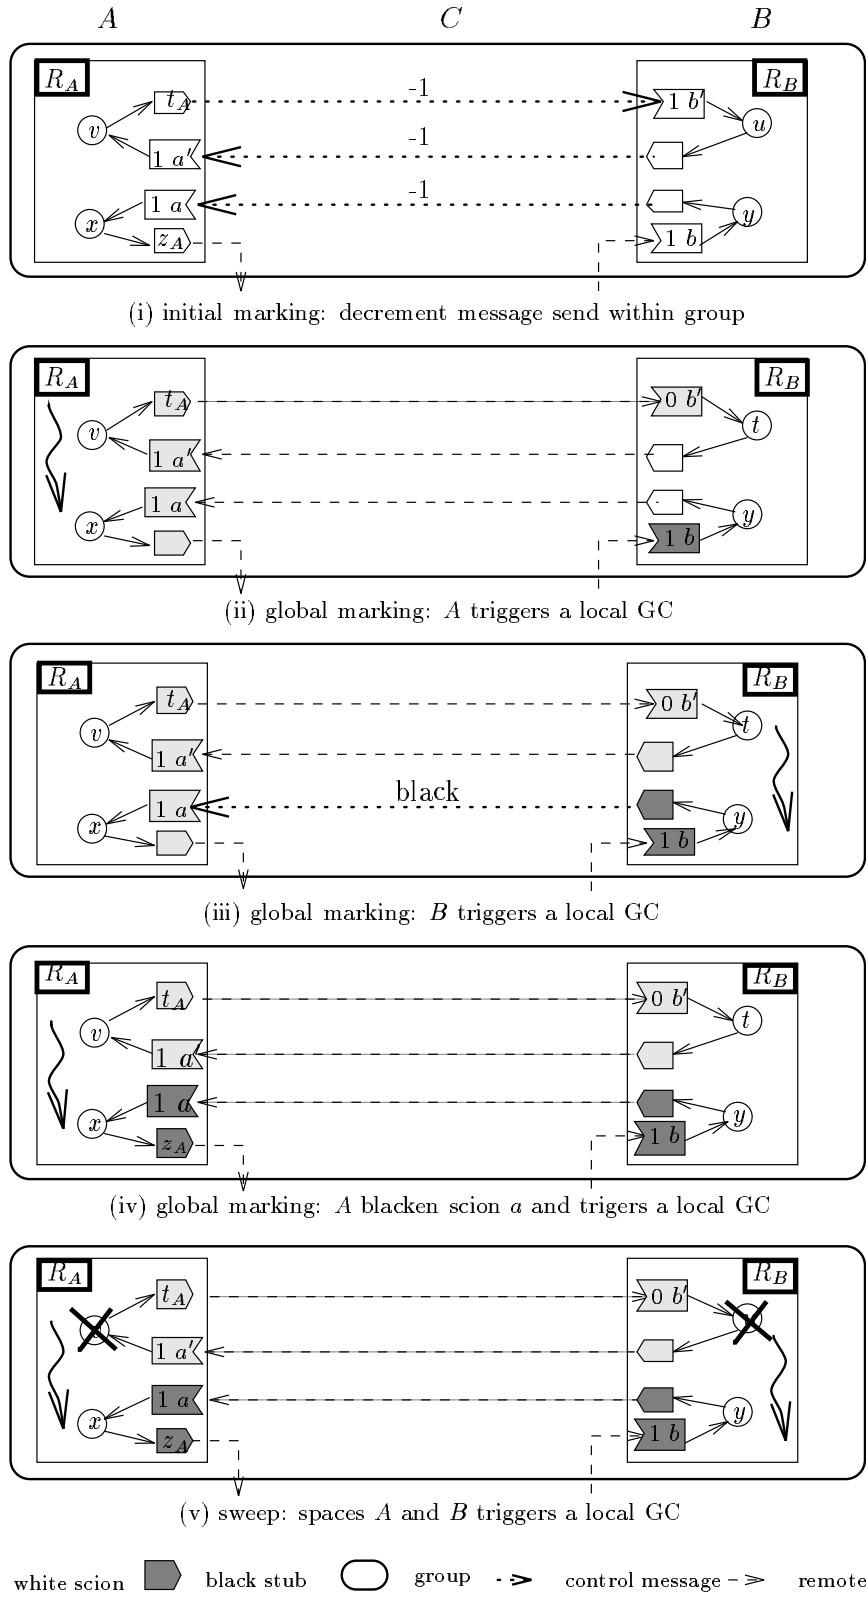 A C B
R_A -1 R_B
t_A 1 b′
v u
-1
1 a′
-1
1 a
x y
z_A 1 b
(i) initial marking: decrement message send within group
R_A R_B
t_A 0 b′
v t
1 a′
1 a
x y
1 b
(ii) global marking: A triggers a local GC
R_A R_B
t_A 0 b′
v t
1 a′
black
1 a
x y
1 b
(iii) global marking: B triggers a local GC
R_A R_B
t_A 0 b′
v t
1 a′
1 a
x y
z_A 1 b
(iv) global marking: A blacken scion a and trigers a local GC
R_A R_B
t_A 0 b′
1 a′
1 a
x y
z_A 1 b
(v) sweep: spaces A and B triggers a local GC
white scion black stub group control message remote